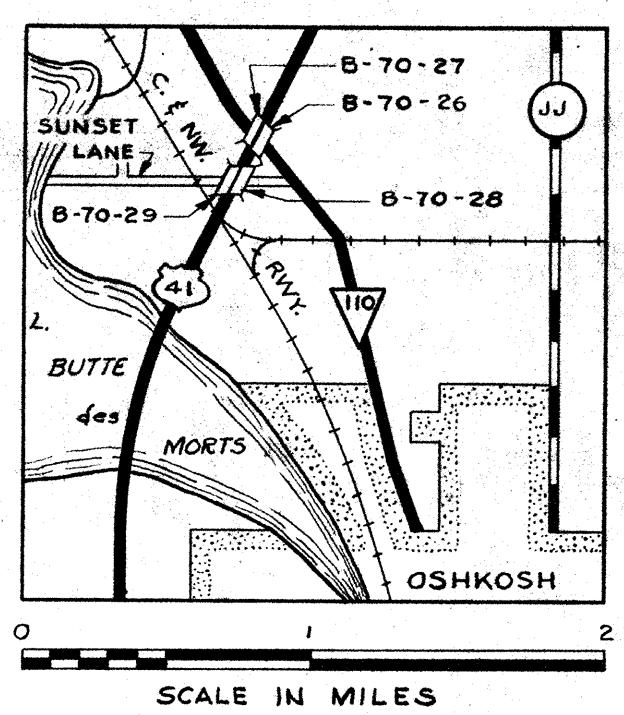 B-70-27
C. & NW.
B-70-26
JJ
SUNSET
LANE
B-70-29
B-70-28
RWY.
41
110
L.
BUTTE
des
MORTS
OSHKOSH
0 1 2
SCALE IN MILES